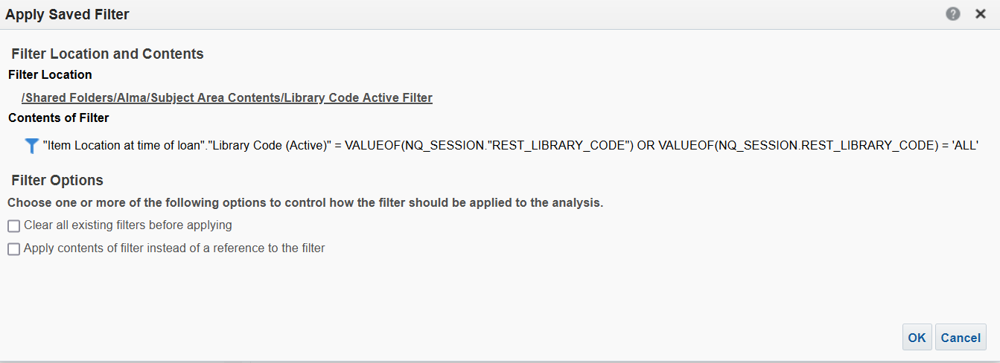 Apply Saved Filter
Filter Location and Contents
Filter Location
/Shared Folders/Alma/Subject Area Contents/Library Code Active Filter
Contents of Filter
"Item Location at time of loan"."Library Code (Active)" = VALUEOF(NQ_SESSION."REST_LIBRARY_CODE") OR VALUEOF(NQ_SESSION.REST_LIBRARY_CODE) = 'ALL'
Filter Options
Choose one or more of the following options to control how the filter should be applied to the analysis.
Clear all existing filters before applying
Apply contents of filter instead of a reference to the filter
OK Cancel